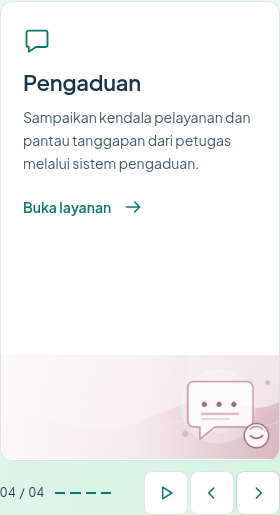 Pengaduan
Sampaikan kendala pelayanan dan
pantau tanggapan dari petugas
melalui sistem pengaduan.
Buka layanan
04 / 04